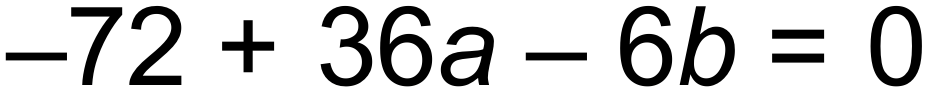 –72 + 36a – 6b = 0